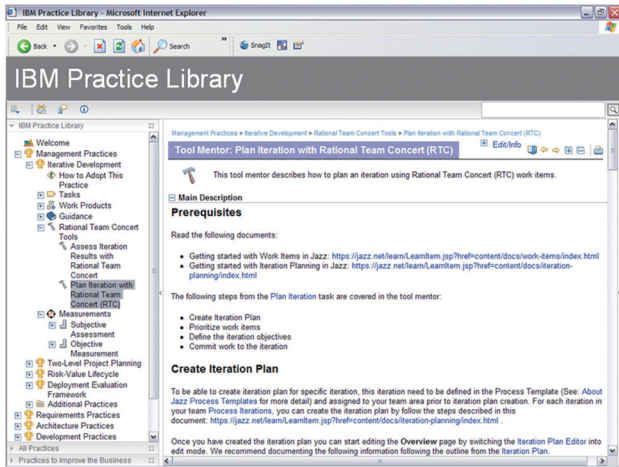 IBM Practice Library - Microsoft Internet Explorer
File Edit View Favorites Tools Help
Back Search SnagIt
IBM Practice Library
IBM Practice Library
Welcome
Management Practices
Iterative Development
How to Adopt This
Practice
Tasks
Work Products
Guidance
Rational Team Concert
Tools
Assess Iteration
Results with
Rational Team
Concert
Plan Iteration with
Rational Team
Concert (RTC)
Measurements
Subjective
Assessment
Objective
Measurement
Two-Level Project Planning
Risk-Value Lifecycle
Deployment Evaluation
Framework
Additional Practices
Requirements Practices
Architecture Practices
Development Practices
All Practices
Practices to Improve the Business
Management Practices > Iterative Development > Rational Team Concert Tools > Plan Iteration with Rational Team Concert (RTC)
Tool Mentor: Plan Iteration with Rational Team Concert (RTC)
Edit/Info
This tool mentor describes how to plan an iteration using Rational Team Concert (RTC) work items.
Main Description
Prerequisites
Read the following documents:
• Getting started with Work Items in Jazz: https://jazz.net/learn/LearnItem.jsp?href=content/docs/work-items/index.html
• Getting started with Iteration Planning in Jazz: https://jazz.net/learn/LearnItem.jsp?href=content/docs/iteration-
planning/index.html
The following steps from the Plan Iteration task are covered in the tool mentor:
• Create Iteration Plan
• Prioritize work items
• Define the iteration objectives
• Commit work to the iteration
Create Iteration Plan
To be able to create iteration plan for specific iteration, this iteration need to be defined in the Process Template (See: About
Jazz Process Templates for more detail) and assigned to your team area prior to iteration plan creation. For each iteration in
your team Process Iterations, you can create the iteration plan by follow the steps described in this
document: https://jazz.net/learn/LearnItem.jsp?href=content/docs/iteration-planning/index.html .
Once you have created the iteration plan you can start editing the Overview page by switching the Iteration Plan Editor into
edit mode. We recommend documenting the following information following the outline from the Iteration Plan.